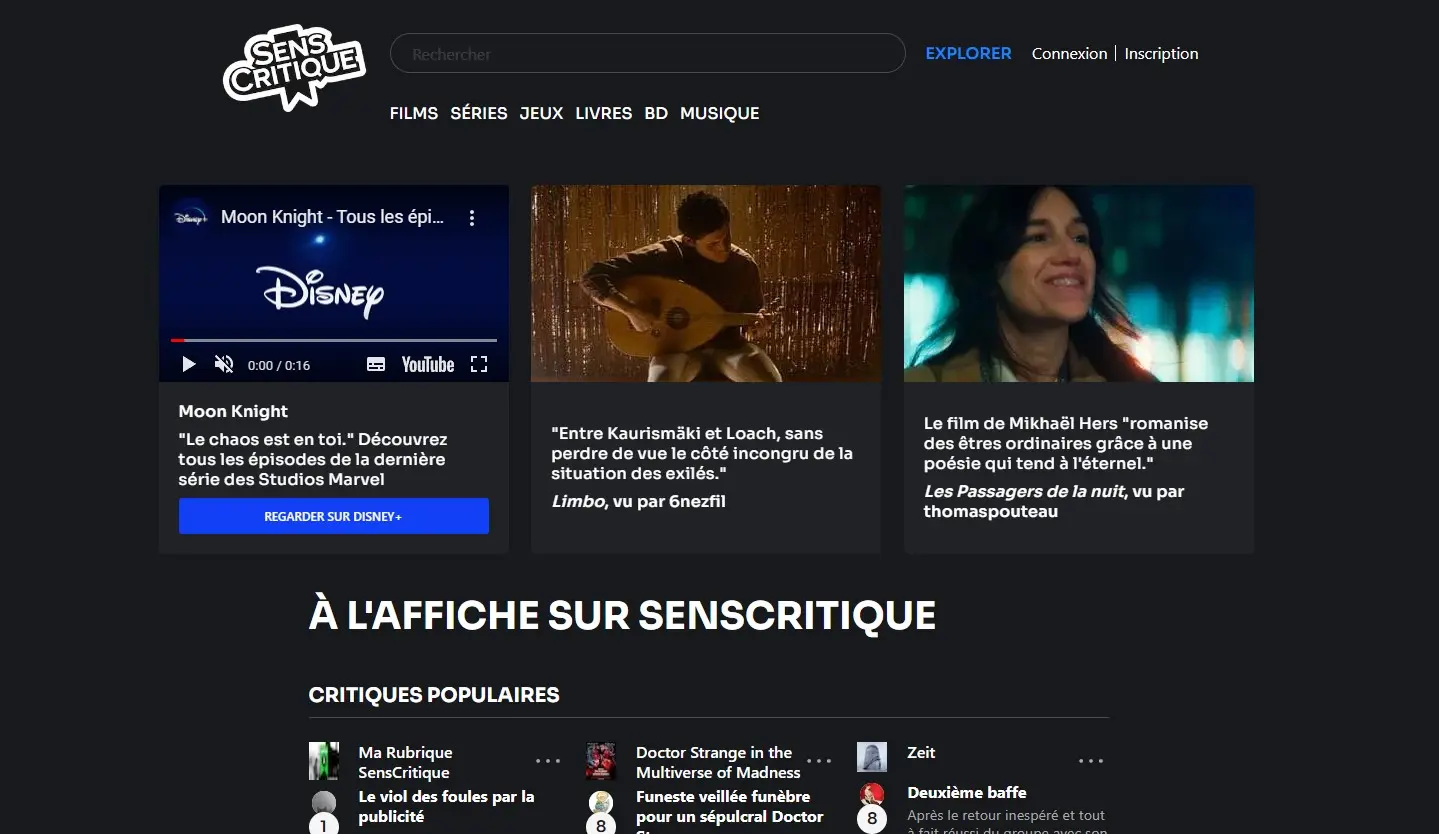 SENS
CRITIQUE
Rechercher
EXPLORER
Connexion | Inscription
FILMS SÉRIES JEUX LIVRES BD MUSIQUE
Disney+
Moon Knight - Tous les épi...
DISNEY
0:00 / 0:16
YouTube
Moon Knight
"Le chaos est en toi." Découvrez
tous les épisodes de la dernière
série des Studios Marvel
REGARDER SUR DISNEY+
"Entre Kaurismäki et Loach, sans
perdre de vue le côté incongru de la
situation des exilés."
Limbo, vu par 6nezfil
Le film de Mikhaël Hers "romanise
des êtres ordinaires grâce à une
poésie qui tend à l'éternel."
Les Passagers de la nuit, vu par
thomaspouteau
À L'AFFICHE SUR SENSCRITIQUE
CRITIQUES POPULAIRES
Ma Rubrique
SensCritique
Le viol des foules par la
publicité
1
Doctor Strange in the
Multiverse of Madness
Funeste veillée funèbre
pour un sépulcral Doctor
8
Zeit
Deuxième baffe
Après le retour inespéré et tout
à fait réussi du groupe avec son
8